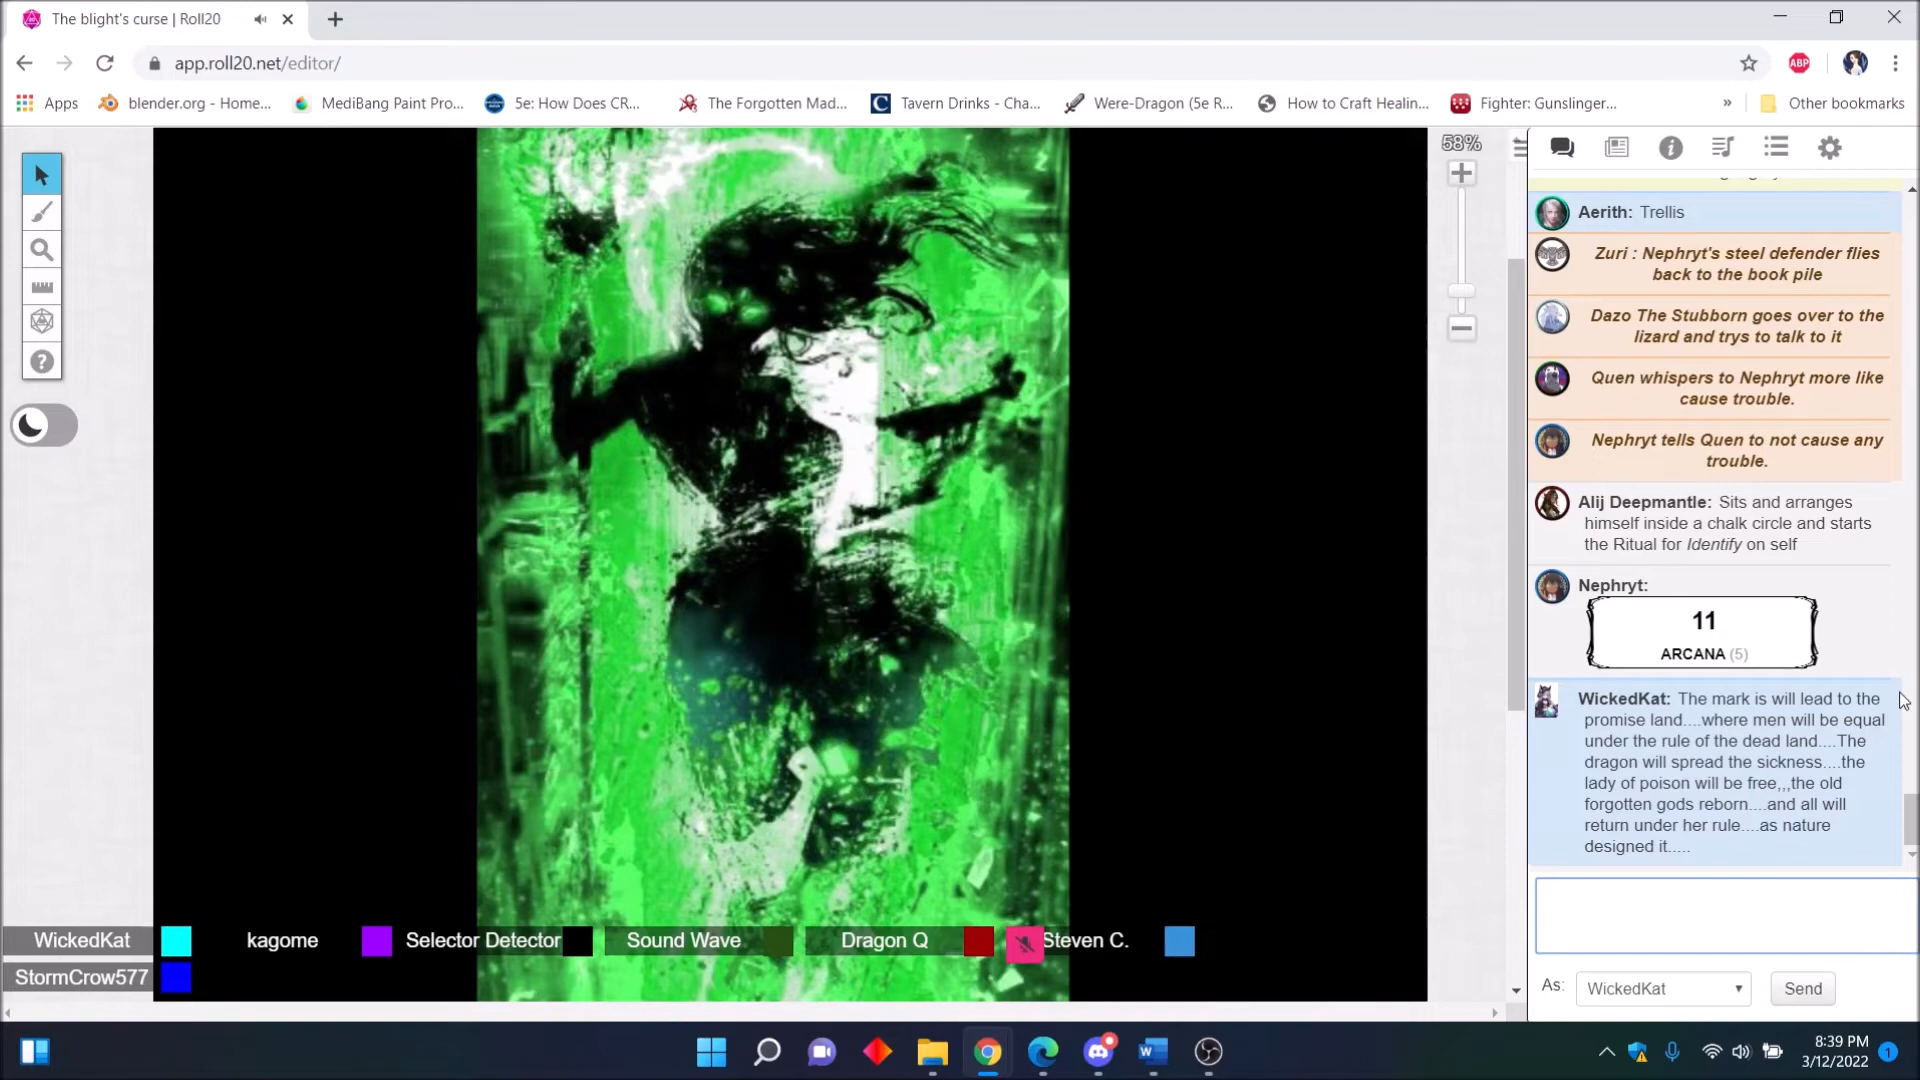 The blight's curse | Roll20
app.roll20.net/editor/
ABP
Apps
blender.org - Home...
MediBang Paint Pro...
5e: How Does CR...
The Forgotten Mad...
Tavern Drinks - Cha...
Were-Dragon (5e R...
How to Craft Healin...
Fighter: Gunslinger...
»
Other bookmarks
58%
Aerith: Trellis
Zuri : Nephryt's steel defender flies
back to the book pile
Dazo The Stubborn goes over to the
lizard and trys to talk to it
Quen whispers to Nephryt more like
cause trouble.
Nephryt tells Quen to not cause any
trouble.
Alij Deepmantle: Sits and arranges
himself inside a chalk circle and starts
the Ritual for Identify on self
Nephryt:
11
ARCANA (5)
WickedKat: The mark is will lead to the
promise land....where men will be equal
under the rule of the dead land....The
dragon will spread the sickness....the
lady of poison will be free,,,the old
forgotten gods reborn....and all will
return under her rule....as nature
designed it.....
WickedKat
kagome
Selector Detector
Sound Wave
Dragon Q
Steven C.
StormCrow577
As:
WickedKat
Send
8:39 PM
3/12/2022
1